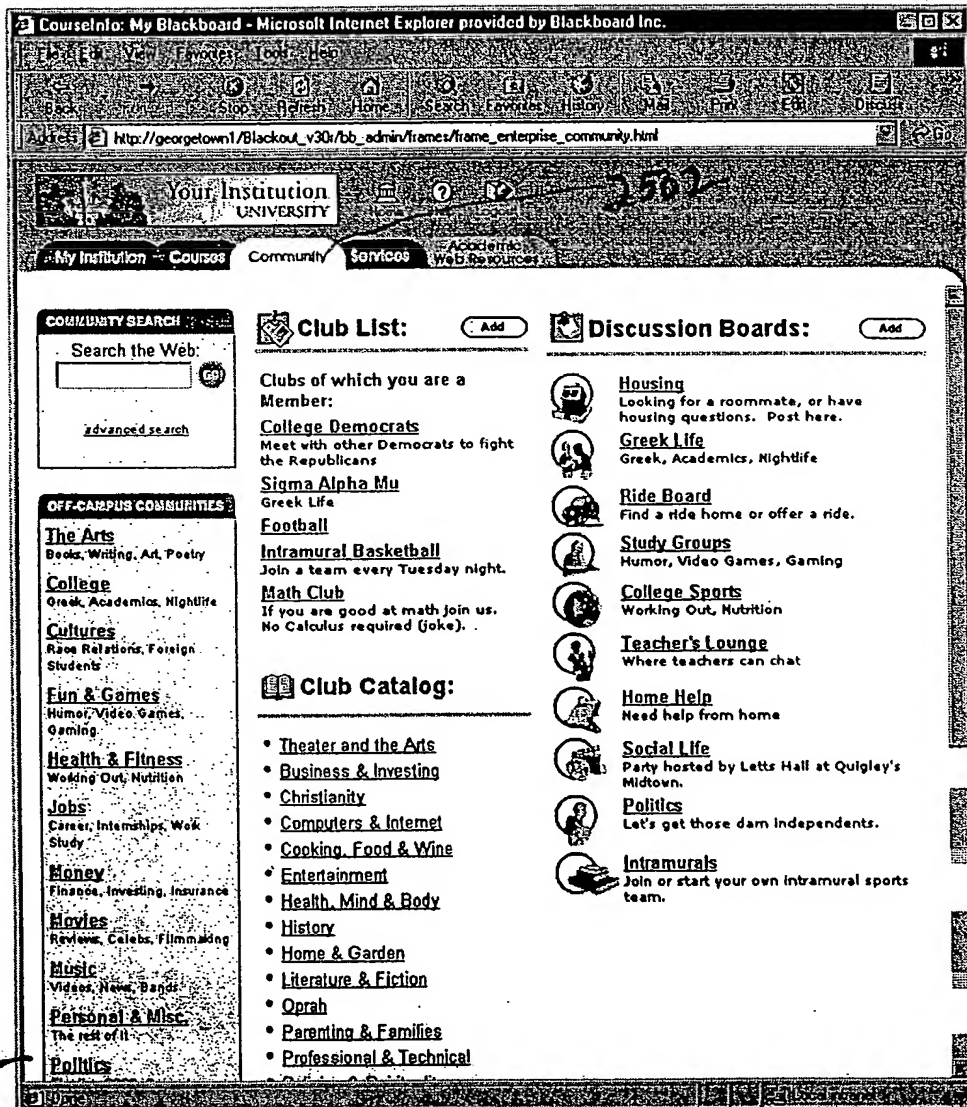 CourseInfo: My Blackboard - Microsoft Internet Explorer provided by Blackboard Inc.
File Edit View Favorites Tools Help
Back Stop Refresh Home Search Favorites History Mail Print Edit Discuss
Address http://georgetown1/Blackout_v30r/bb_admin/frames/frame_enterprise_community.html Go
Your Institution
UNIVERSITY
Home
2502
My Institution Courses Community Services Academic Web Resources
COMMUNITY SEARCH
Search the Web:
GO
advanced search
OFF-CAMPUS COMMUNITIES
The Arts
Books, Writing, Art, Poetry
College
Greek, Academics, Nightlife
Cultures
Race Relations, Foreign
Students
Fun & Games
Humor, Video Games,
Gaming
Health & Fitness
Working Out, Nutrition
Jobs
Career, Internships, Work
Study
Money
Finance, Investing, Insurance
Movies
Reviews, Celebs, Filmmaking
Music
Videos, News, Bands
Personal & Misc.
The rest of it
Politics
Club List: Add
Clubs of which you are a
Member:
College Democrats
Meet with other Democrats to fight
the Republicans
Sigma Alpha Mu
Greek Life
Football
Intramural Basketball
Join a team every Tuesday night.
Math Club
If you are good at math join us.
No Calculus required (joke).
Club Catalog:
• Theater and the Arts
• Business & Investing
• Christianity
• Computers & Internet
• Cooking, Food & Wine
• Entertainment
• Health, Mind & Body
• History
• Home & Garden
• Literature & Fiction
• Oprah
• Parenting & Families
• Professional & Technical
Discussion Boards: Add
Housing
Looking for a roommate, or have
housing questions. Post here.
Greek Life
Greek, Academics, Nightlife
Ride Board
Find a ride home or offer a ride.
Study Groups
Humor, Video Games, Gaming
College Sports
Working Out, Nutrition
Teacher's Lounge
Where teachers can chat
Home Help
Need help from home
Social Life
Party hosted by Letts Hall at Quigley's
Midtown.
Politics
Let's get those darn independents.
Intramurals
Join or start your own intramural sports
team.
Done Local intranet